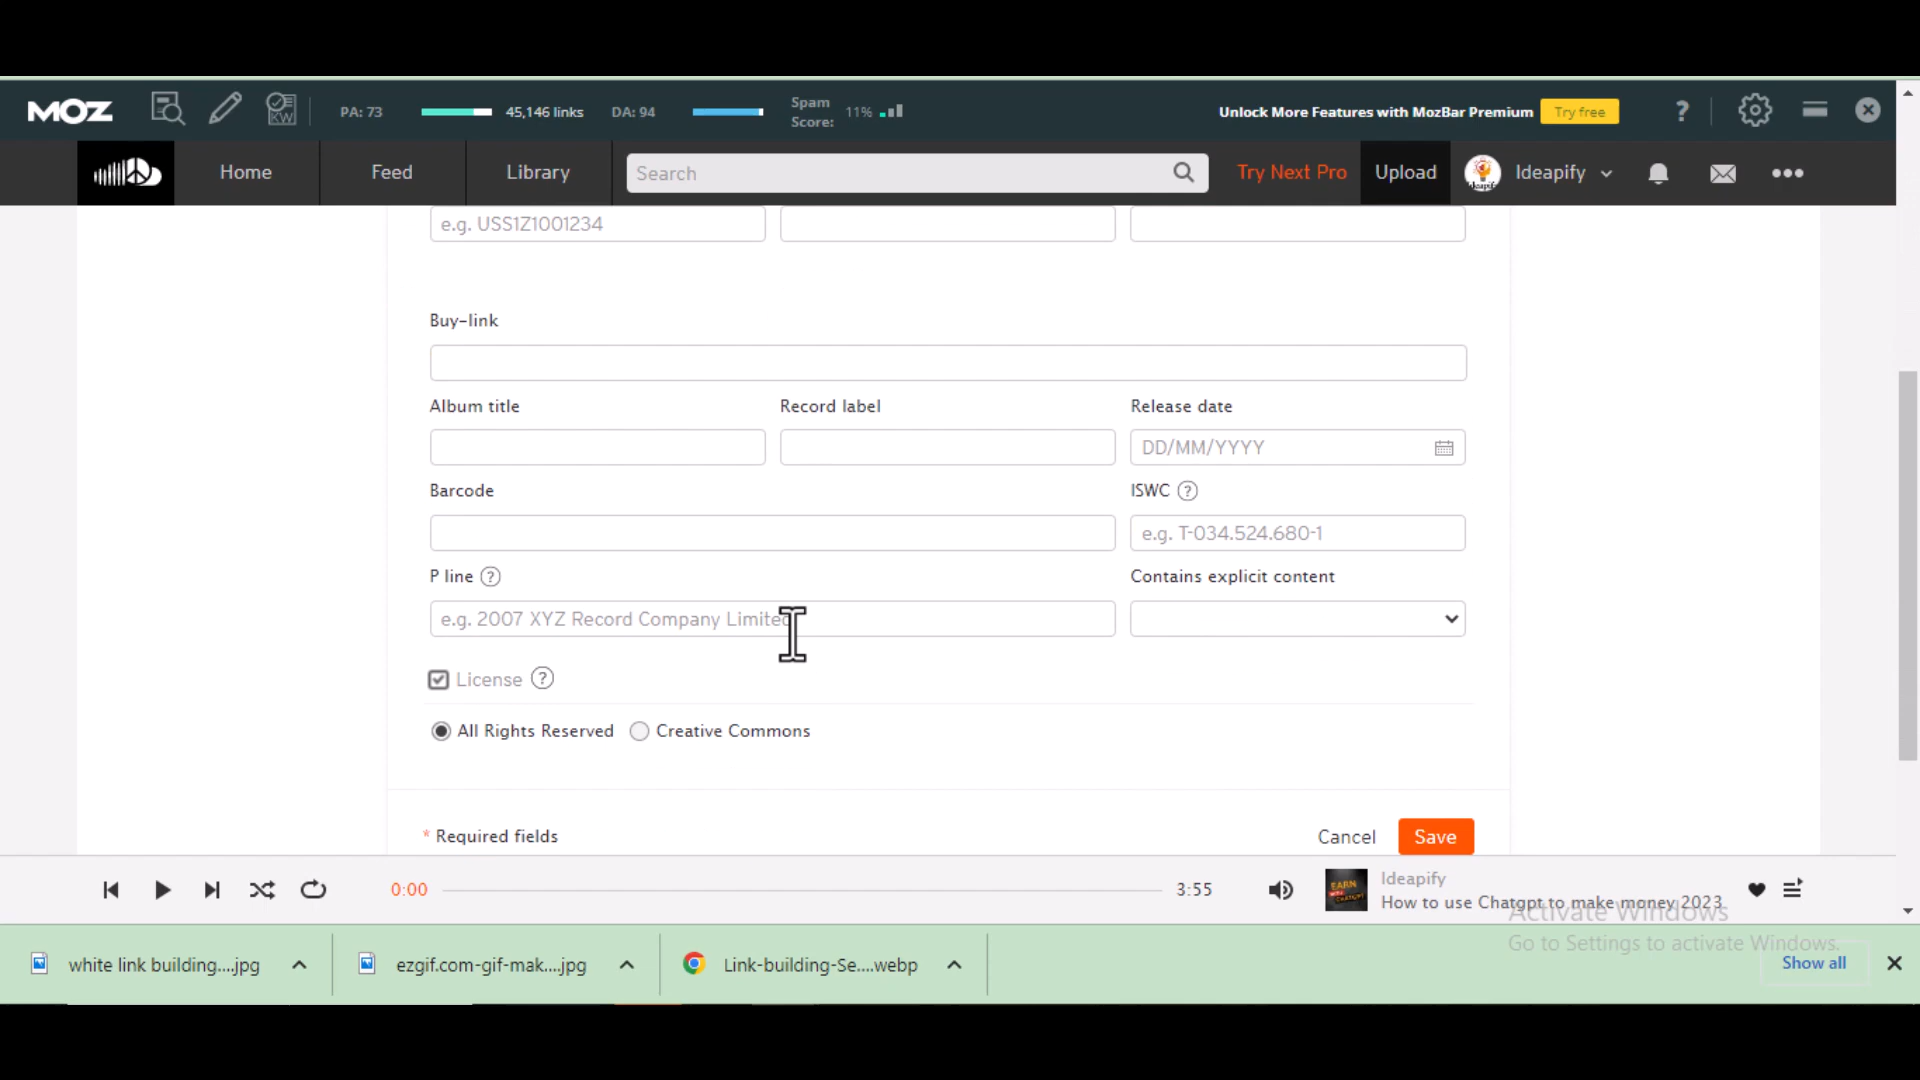 MOZ PA: 73 45,146 links DA: 94 Spam Score: 11% Unlock More Features with MozBar Premium Try free ?
KW
Home Feed Library Search Try Next Pro Upload Ideapify
e.g. USS1Z1001234
Buy-link
Album title Record label Release date
DD/MM/YYYY
Barcode ISWC ?
e.g. T-034.524.680-1
P line ? Contains explicit content
e.g. 2007 XYZ Record Company Limited
License ?
All Rights Reserved Creative Commons
* Required fields Cancel Save
0:00 3:55 Ideapify
How to use Chatgpt to make money 2023
EARN
Activate Windows
Go to Settings to activate Windows.
white link building....jpg ezgif.com-gif-mak....jpg Link-building-Se....webp Show all